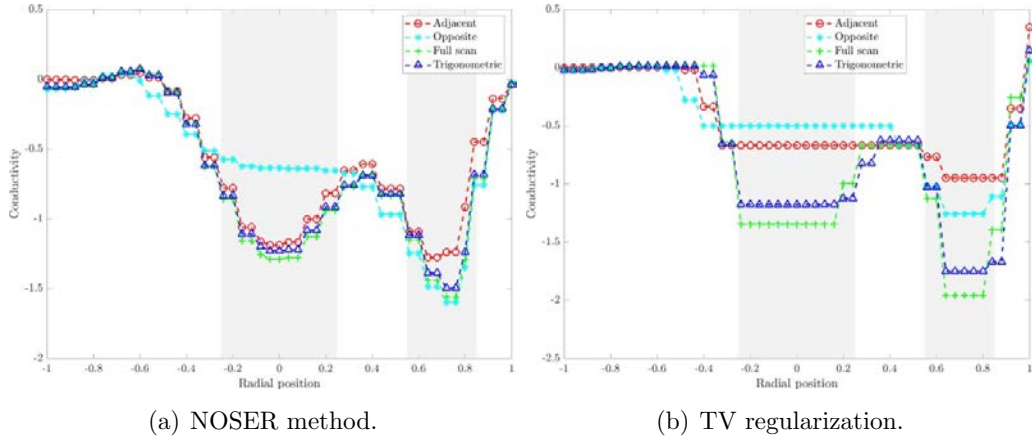 0.5
0
-0.5
-1
-1.5
-2
Conductivity
Adjacent
Opposite
Full scan
Trigonometric
-1 -0.8 -0.6 -0.4 -0.2 0 0.2 0.4 0.6 0.8 1
Radial position
(a) NOSER method.
0.5
0
-0.5
-1
-1.5
-2
-2.5
Conductivity
Adjacent
Opposite
Full scan
Trigonometric
-1 -0.8 -0.6 -0.4 -0.2 0 0.2 0.4 0.6 0.8 1
Radial position
(b) TV regularization.